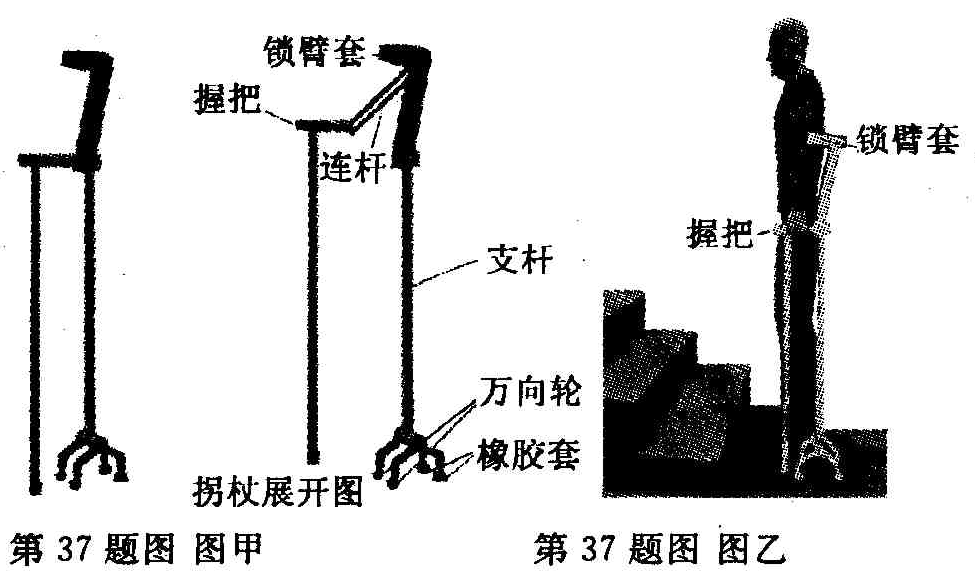 锁臂套
握把
连杆
支杆
万向轮
橡胶套
拐杖展开图
第 37 题图 图甲
锁臂套
握把
第 37 题图 图乙